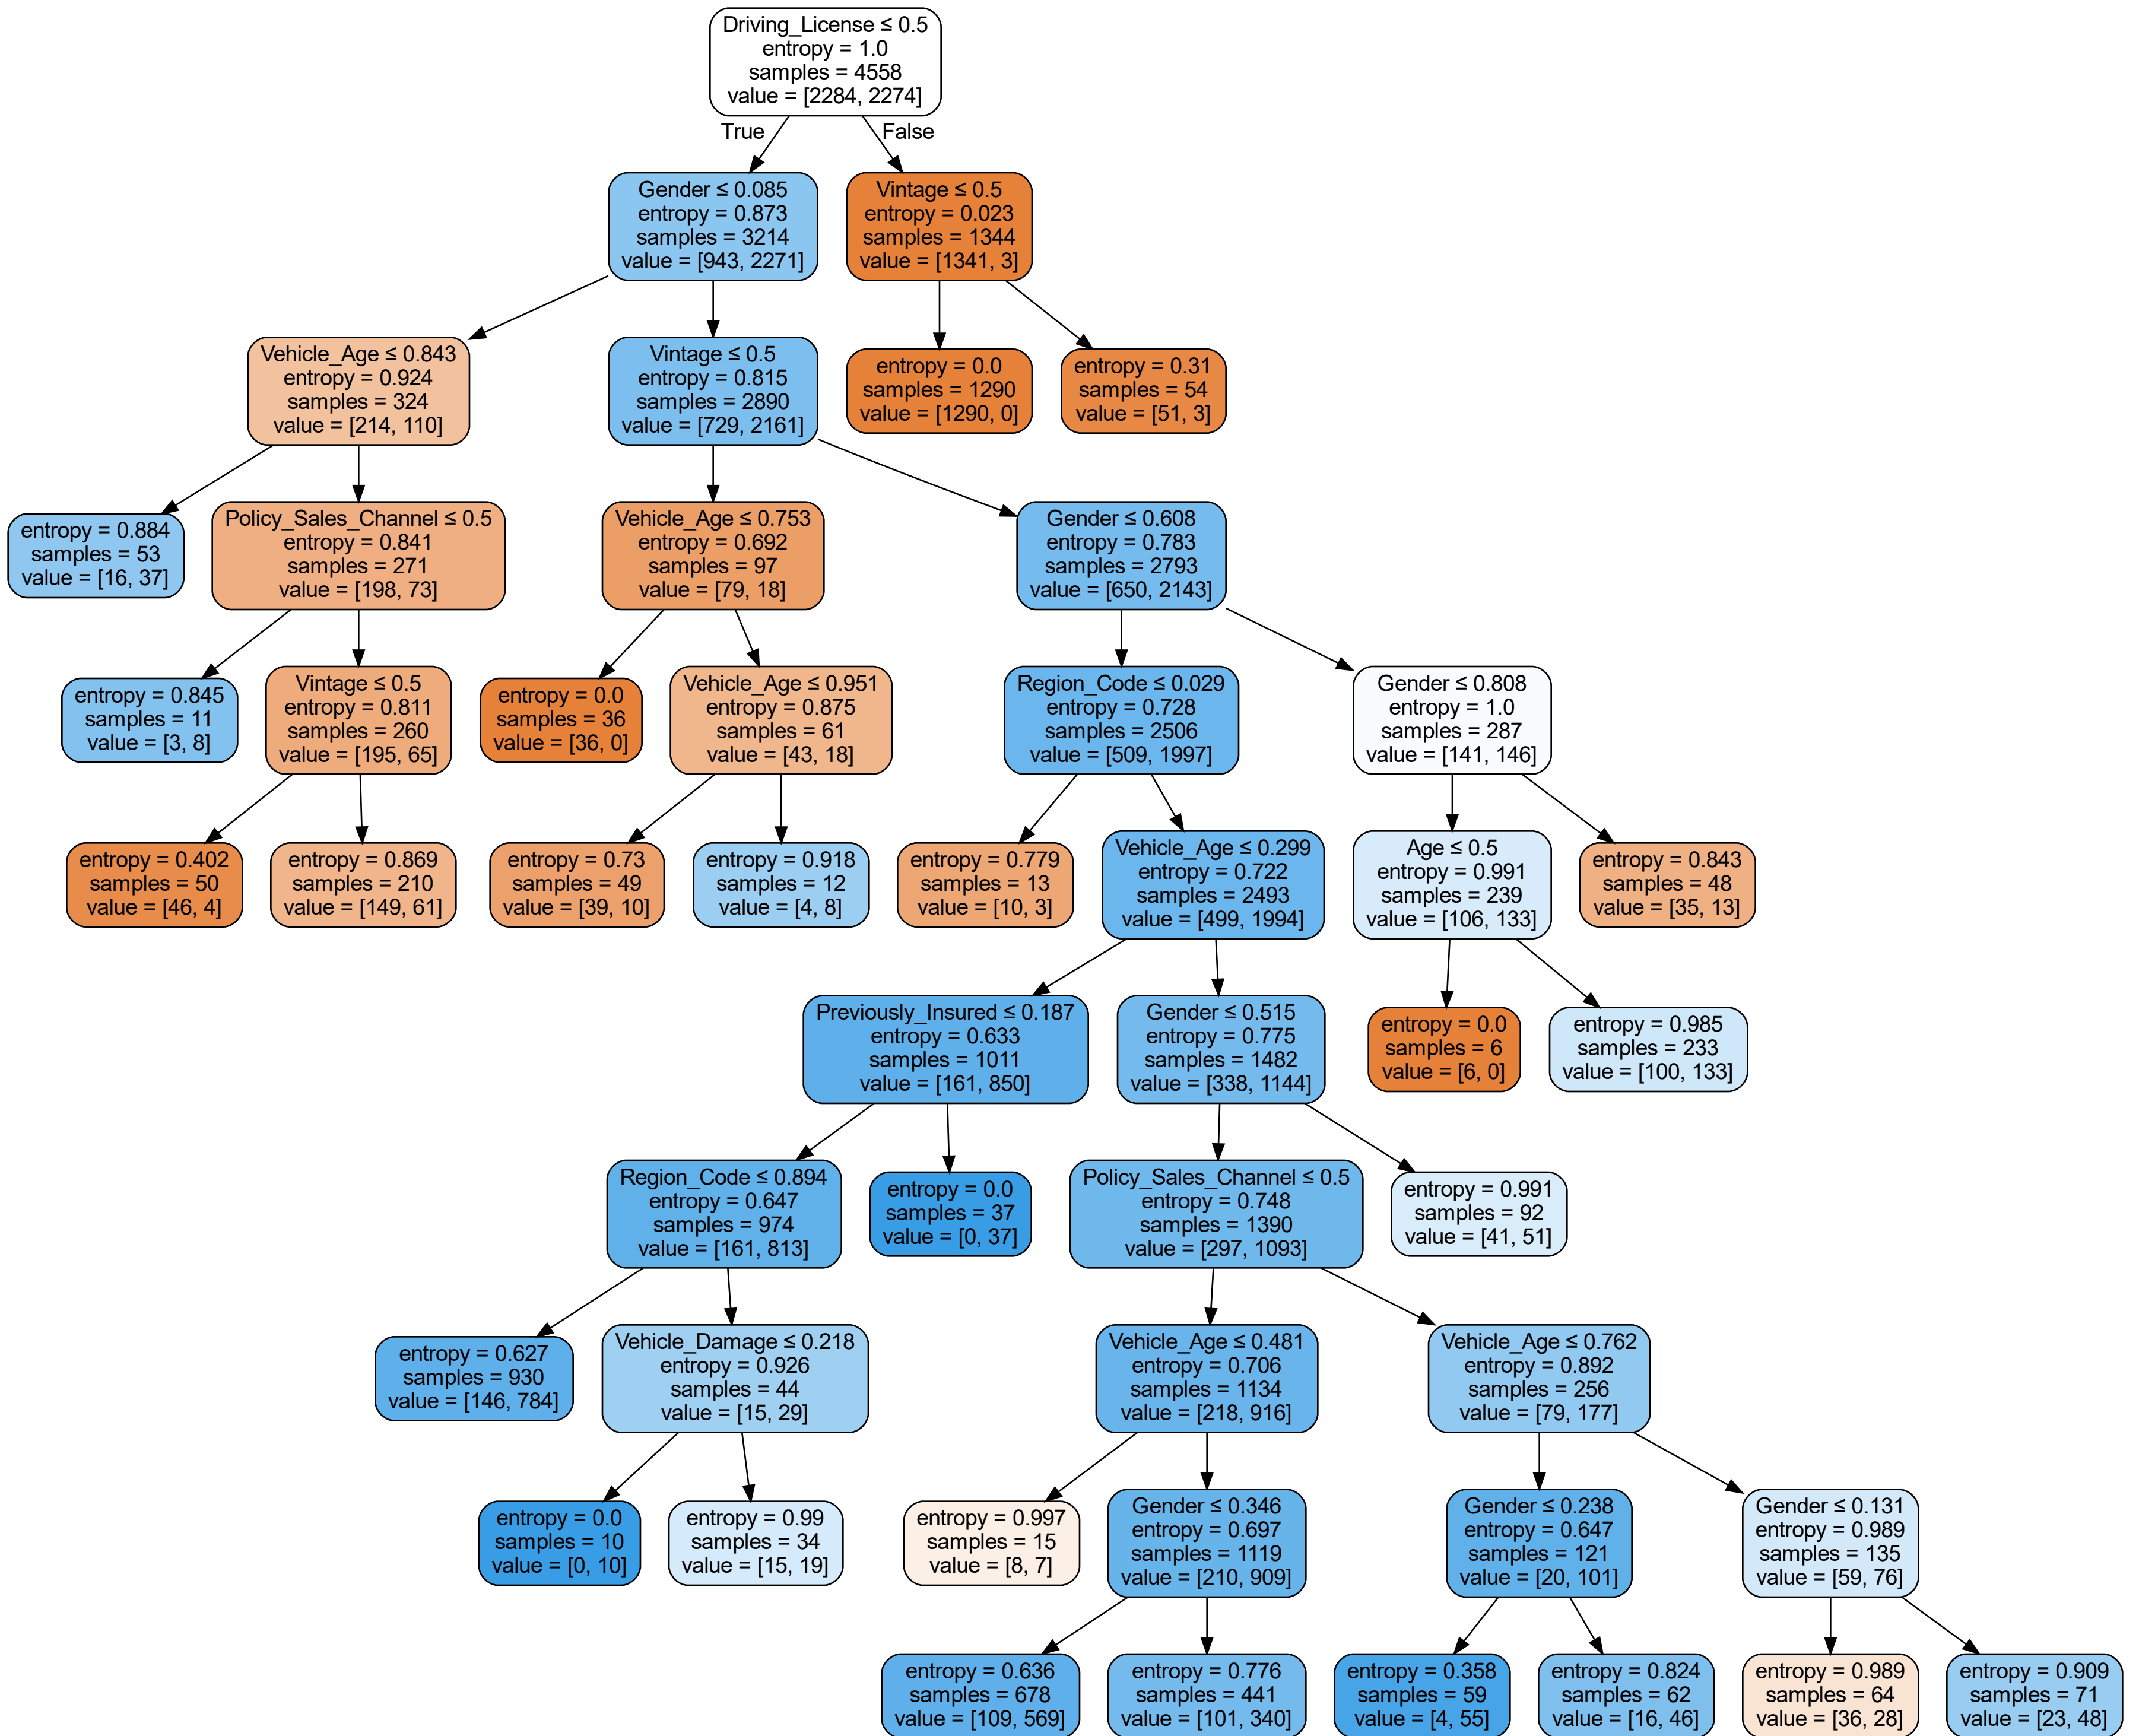 Driving_License ≤ 0.5
entropy = 1.0
samples = 4558
value = [2284, 2274]
True
False
Gender ≤ 0.085
entropy = 0.873
samples = 3214
value = [943, 2271]
Vintage ≤ 0.5
entropy = 0.023
samples = 1344
value = [1341, 3]
Vehicle_Age ≤ 0.843
entropy = 0.924
samples = 324
value = [214, 110]
Vintage ≤ 0.5
entropy = 0.815
samples = 2890
value = [729, 2161]
entropy = 0.0
samples = 1290
value = [1290, 0]
entropy = 0.31
samples = 54
value = [51, 3]
entropy = 0.884
samples = 53
value = [16, 37]
Policy_Sales_Channel ≤ 0.5
entropy = 0.841
samples = 271
value = [198, 73]
Vehicle_Age ≤ 0.753
entropy = 0.692
samples = 97
value = [79, 18]
Gender ≤ 0.608
entropy = 0.783
samples = 2793
value = [650, 2143]
entropy = 0.845
samples = 11
value = [3, 8]
Vintage ≤ 0.5
entropy = 0.811
samples = 260
value = [195, 65]
entropy = 0.0
samples = 36
value = [36, 0]
Vehicle_Age ≤ 0.951
entropy = 0.875
samples = 61
value = [43, 18]
Region_Code ≤ 0.029
entropy = 0.728
samples = 2506
value = [509, 1997]
Gender ≤ 0.808
entropy = 1.0
samples = 287
value = [141, 146]
entropy = 0.402
samples = 50
value = [46, 4]
entropy = 0.869
samples = 210
value = [149, 61]
entropy = 0.73
samples = 49
value = [39, 10]
entropy = 0.918
samples = 12
value = [4, 8]
entropy = 0.779
samples = 13
value = [10, 3]
Vehicle_Age ≤ 0.299
entropy = 0.722
samples = 2493
value = [499, 1994]
Age ≤ 0.5
entropy = 0.991
samples = 239
value = [106, 133]
entropy = 0.843
samples = 48
value = [35, 13]
Previously_Insured ≤ 0.187
entropy = 0.633
samples = 1011
value = [161, 850]
Gender ≤ 0.515
entropy = 0.775
samples = 1482
value = [338, 1144]
entropy = 0.0
samples = 6
value = [6, 0]
entropy = 0.985
samples = 233
value = [100, 133]
Region_Code ≤ 0.894
entropy = 0.647
samples = 974
value = [161, 813]
entropy = 0.0
samples = 37
value = [0, 37]
Policy_Sales_Channel ≤ 0.5
entropy = 0.748
samples = 1390
value = [297, 1093]
entropy = 0.991
samples = 92
value = [41, 51]
entropy = 0.627
samples = 930
value = [146, 784]
Vehicle_Damage ≤ 0.218
entropy = 0.926
samples = 44
value = [15, 29]
Vehicle_Age ≤ 0.481
entropy = 0.706
samples = 1134
value = [218, 916]
Vehicle_Age ≤ 0.762
entropy = 0.892
samples = 256
value = [79, 177]
entropy = 0.0
samples = 10
value = [0, 10]
entropy = 0.99
samples = 34
value = [15, 19]
entropy = 0.997
samples = 15
value = [8, 7]
Gender ≤ 0.346
entropy = 0.697
samples = 1119
value = [210, 909]
Gender ≤ 0.238
entropy = 0.647
samples = 121
value = [20, 101]
Gender ≤ 0.131
entropy = 0.989
samples = 135
value = [59, 76]
entropy = 0.636
samples = 678
value = [109, 569]
entropy = 0.776
samples = 441
value = [101, 340]
entropy = 0.358
samples = 59
value = [4, 55]
entropy = 0.824
samples = 62
value = [16, 46]
entropy = 0.989
samples = 64
value = [36, 28]
entropy = 0.909
samples = 71
value = [23, 48]